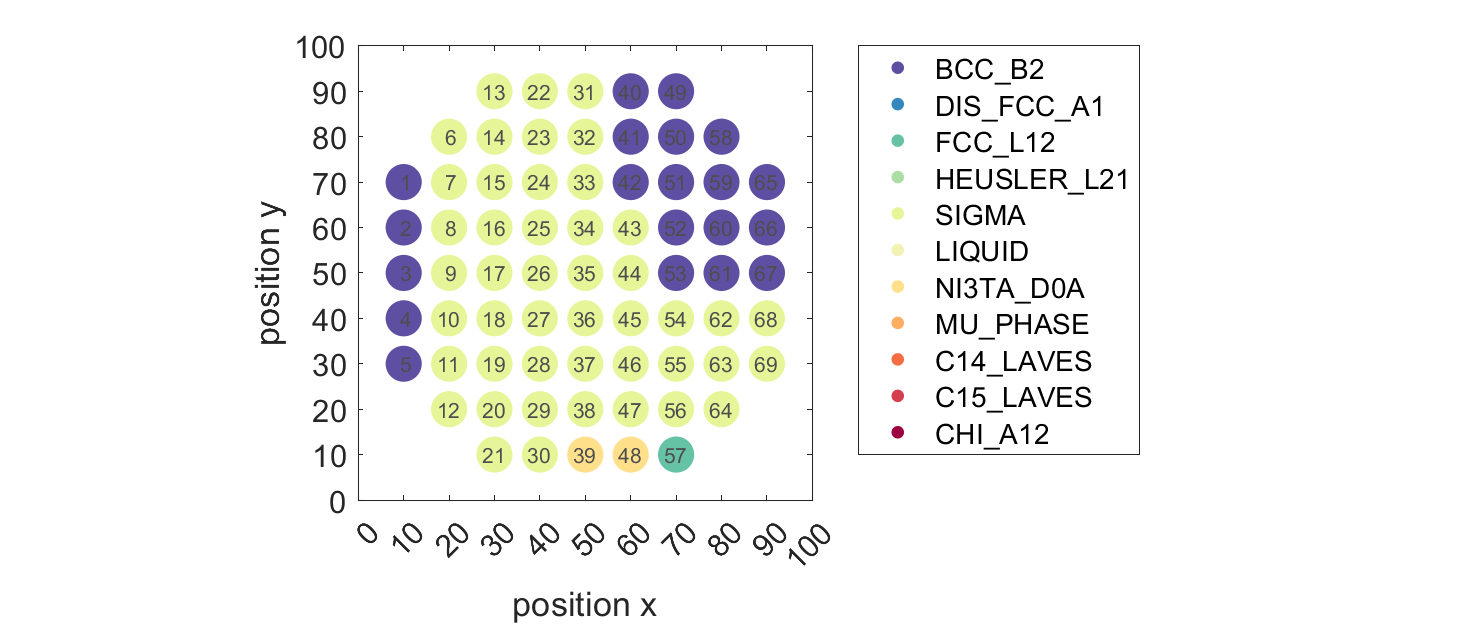 100
90
80
70
60
50
40
30
20
10
0
13 22 31 40 49
6 14 23 32 41 50 58
1 7 15 24 33 42 51 59 65
2 8 16 25 34 43 52 60 66
3 9 17 26 35 44 53 61 67
4 10 18 27 36 45 54 62 68
5 11 19 28 37 46 55 63 69
12 20 29 38 47 56 64
21 30 39 48 57
0 10 20 30 40 50 60 70 80 90 100
position x
position y
BCC_B2
DIS_FCC_A1
FCC_L12
HEUSLER_L21
SIGMA
LIQUID
NI3TA_D0A
MU_PHASE
C14_LAVES
C15_LAVES
CHI_A12